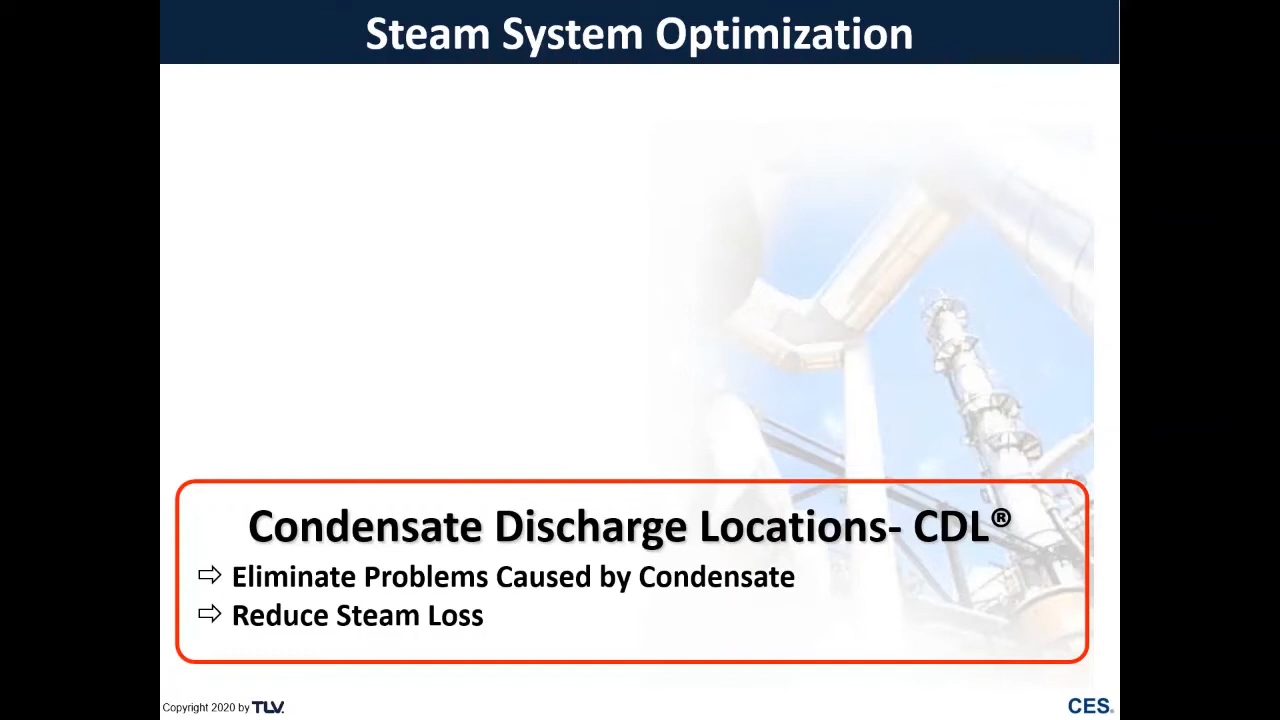 Steam System Optimization
Condensate Discharge Locations- CDL®
⇨ Eliminate Problems Caused by Condensate
⇨ Reduce Steam Loss
Copyright 2020 by TLV.
CES®